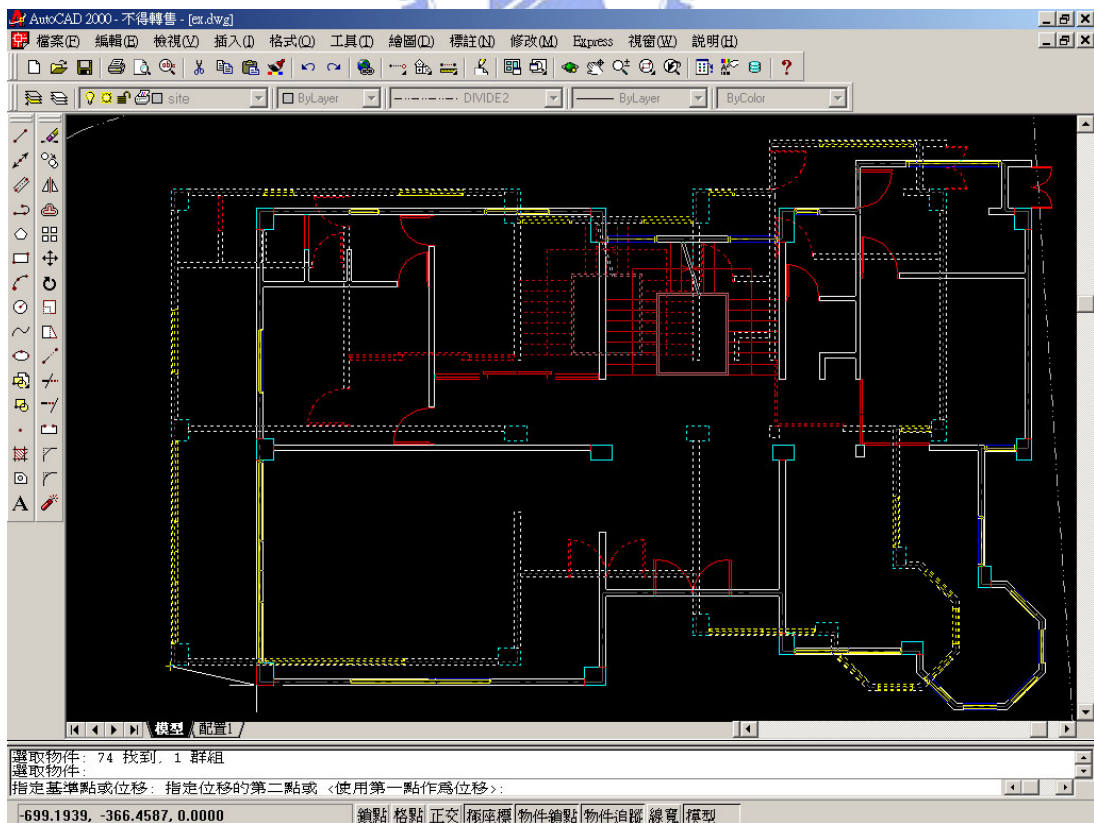 AutoCAD 2000 - 不得轉售 - [ex.dwg]
檔案(F) 編輯(E) 檢視(V) 插入(I) 格式(O) 工具(T) 繪圖(D) 標註(N) 修改(M) Express 視窗(W) 說明(H)
site ByLayer DIVIDE2 ByLayer ByColor
模型 配置1
選取物件: 74 找到, 1 群組
選取物件:
指定基準點或位移: 指定位移的第二點或 <使用第一點作為位移>:
-699.1939, -366.4587, 0.0000 鎖點 格點 正交 極座標 物件鎖點 物件追蹤 線寬 模型